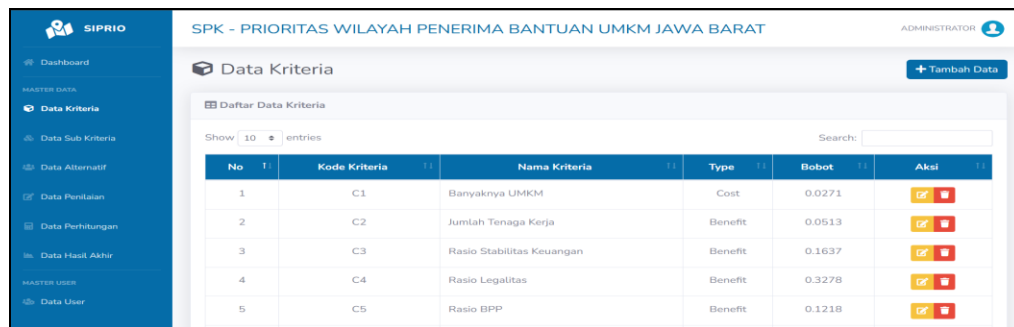 SIPRIO
SPK - PRIORITAS WILAYAH PENERIMA BANTUAN UMKM JAWA BARAT
ADMINISTRATOR
Dashboard
MASTER DATA
Data Kriteria
Data Sub Kriteria
Data Alternatif
Data Penilaian
Data Perhitungan
Data Hasil Akhir
MASTER USER
Data User
Data Kriteria
+ Tambah Data
Daftar Data Kriteria
Show 10 entries
Search:
No Kode Kriteria Nama Kriteria Type Bobot Aksi
1 C1 Banyaknya UMKM Cost 0.0271
2 C2 Jumlah Tenaga Kerja Benefit 0.0513
3 C3 Rasio Stabilitas Keuangan Benefit 0.1637
4 C4 Rasio Legalitas Benefit 0.3278
5 C5 Rasio BPP Benefit 0.1218